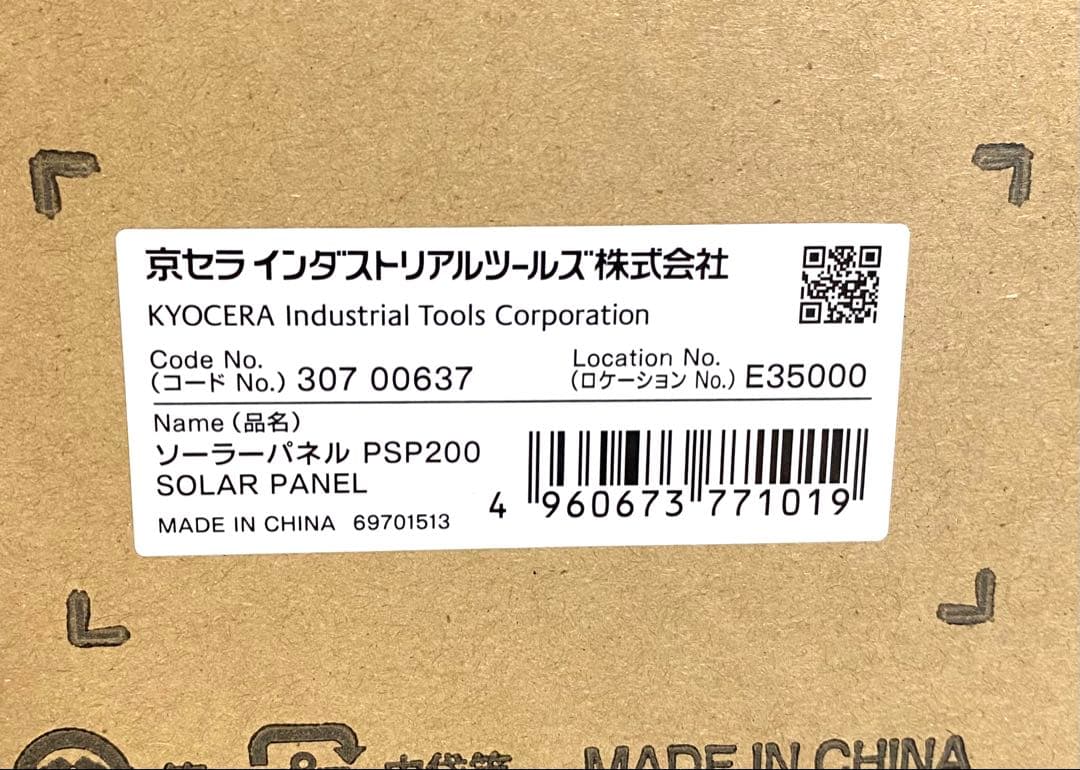 京セラ インダストリアルツールズ株式会社
KYOCERA Industrial Tools Corporation
Code No.
(コード No.) 307 00637
Location No.
(ロケーション No.) E35000
Name (品名)
ソーラーパネル PSP200
SOLAR PANEL
MADE IN CHINA 69701513
4 960673 771019
MADE IN CHINA